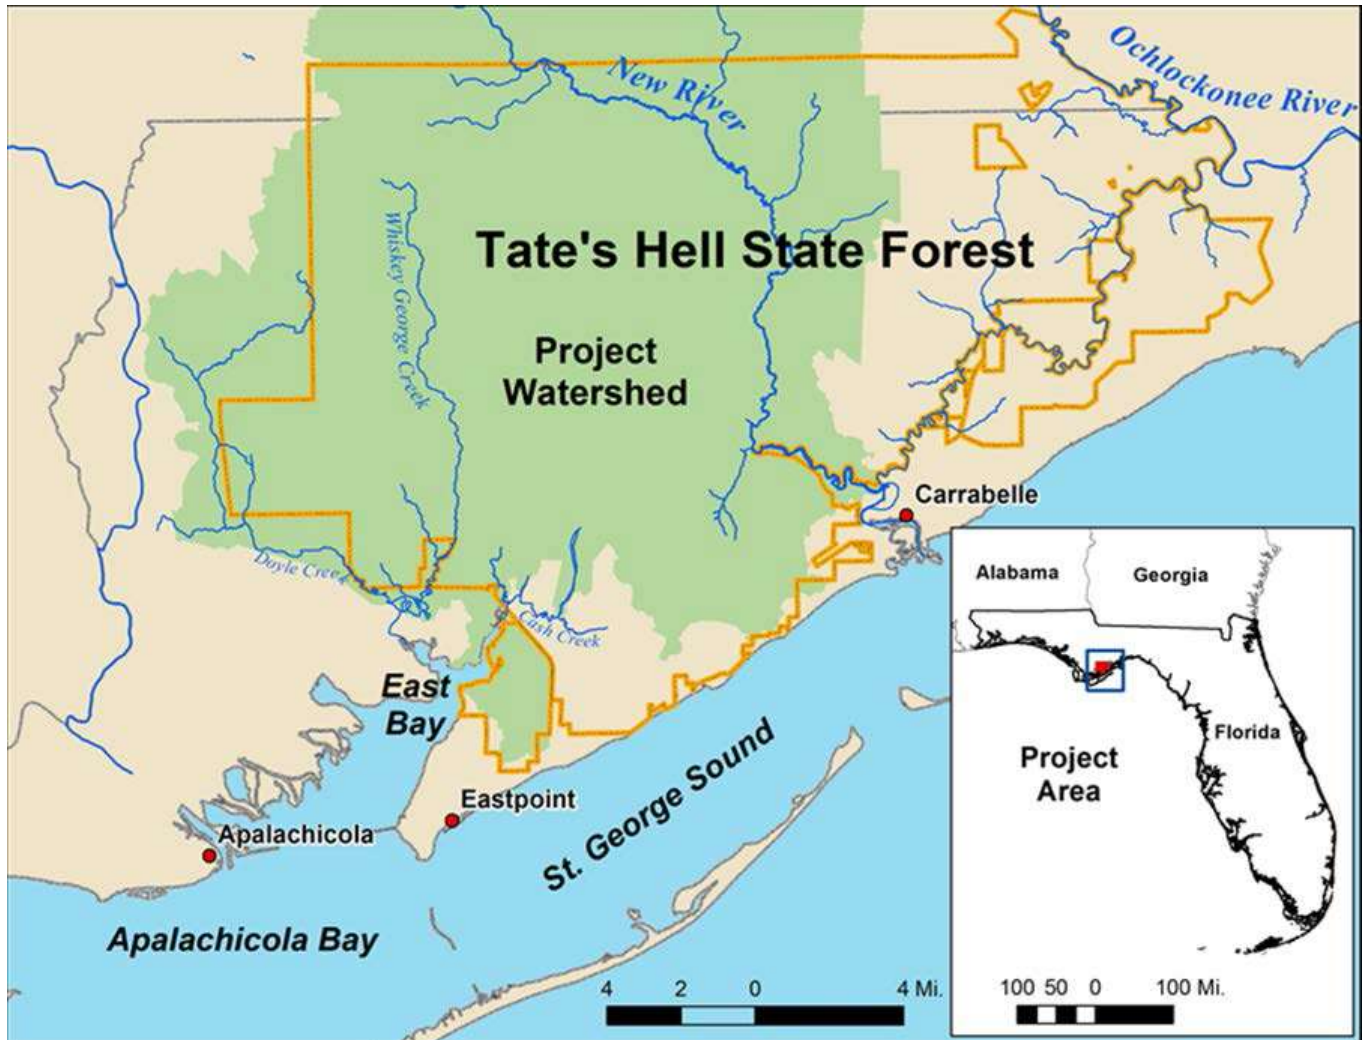 Ochlockonee River
New River
Whiskey George Creek
Tate's Hell State Forest
Project
Watershed
Carrabelle
Doyle Creek
Cash Creek
East
Bay
St. George Sound
Eastpoint
Apalachicola
Apalachicola Bay
4 2 0 4 Mi.
Alabama
Georgia
Florida
Project
Area
100 50 0 100 Mi.